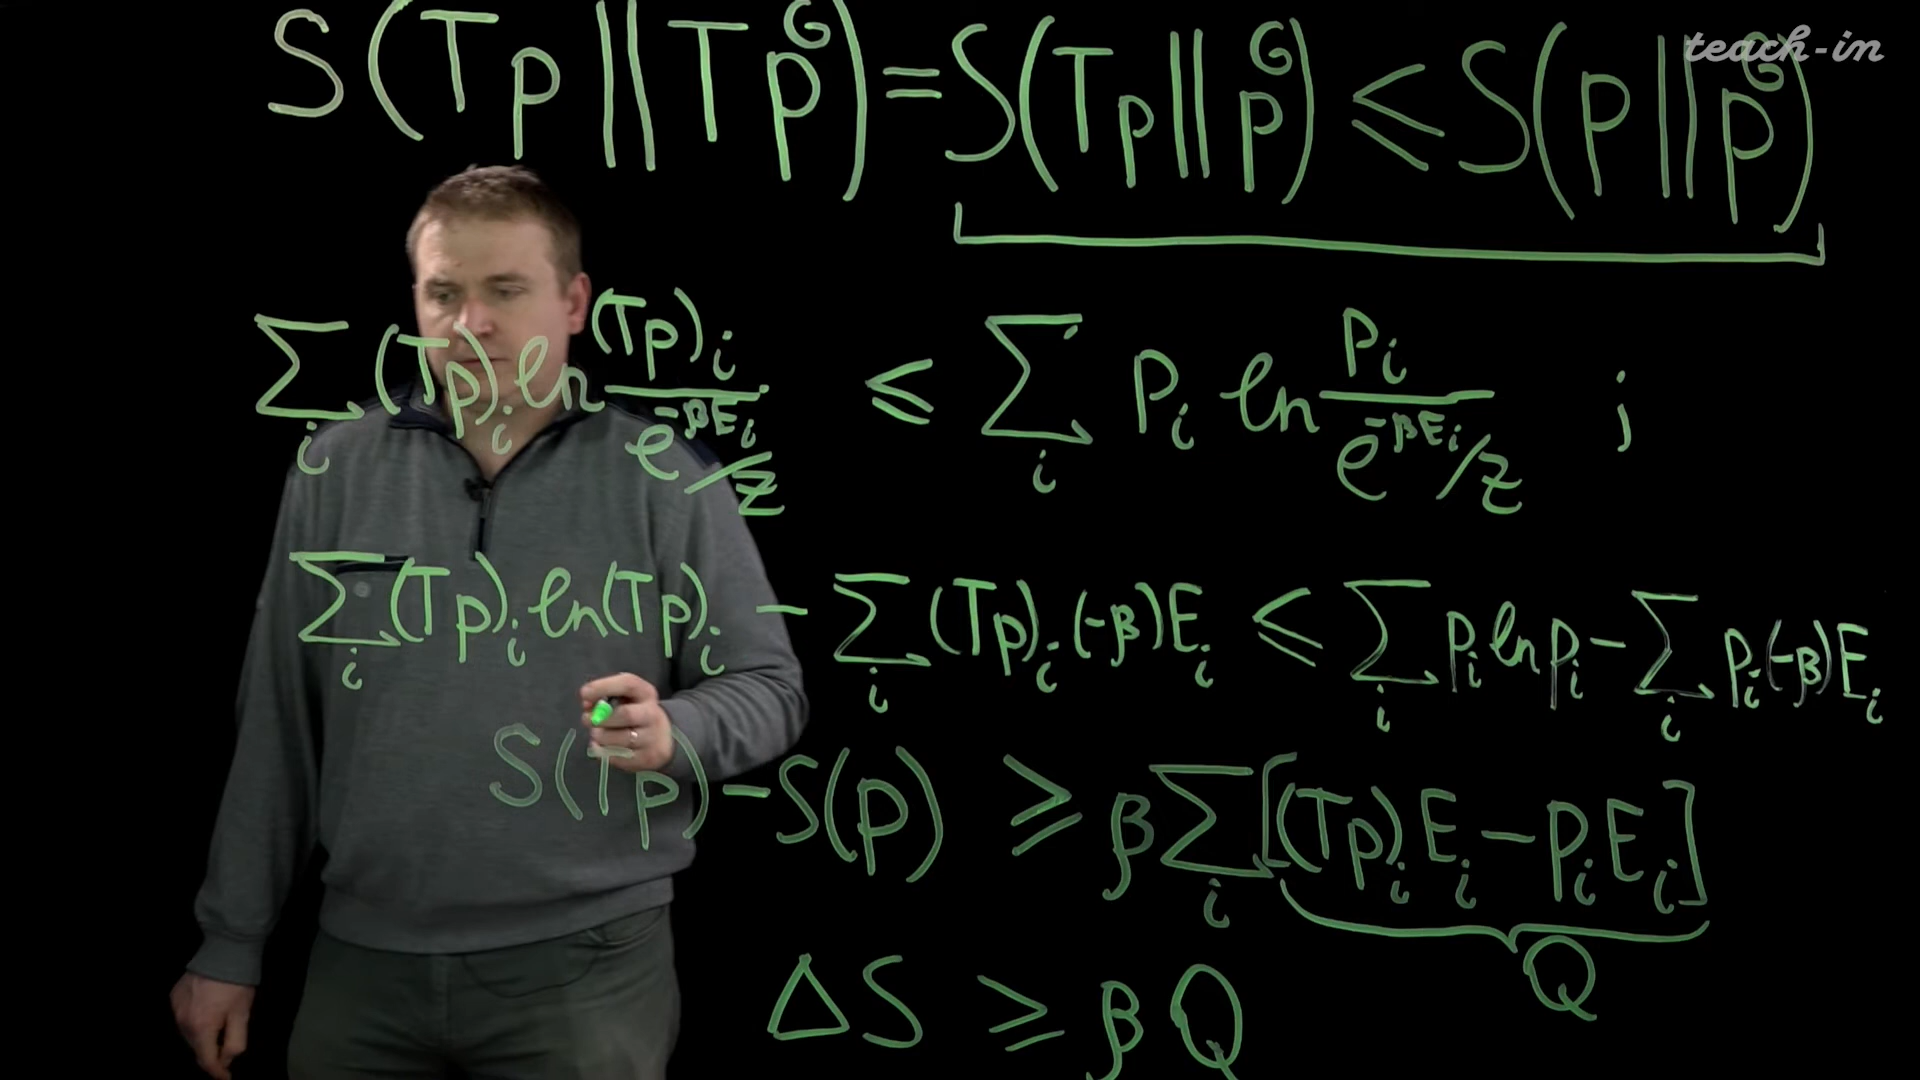 teach-in
S(Tp||Tp^G) = S(Tp||p^G) ⩽ S(p||p^G)
∑_i (Tp)_i ln (Tp)_i / (e^{-βE_i}/Z) ⩽ ∑_i p_i ln p_i / (e^{-βE_i}/Z) ;
∑_i (Tp)_i ln(Tp)_i − ∑_i (Tp)_i (-β)E_i ⩽ ∑_i p_i ln p_i − ∑_i p_i (-β)E_i
S(Tp) − S(p) ⩾ β ∑_i [(Tp)_i E_i − p_i E_i]
Q
ΔS ⩾ βQ